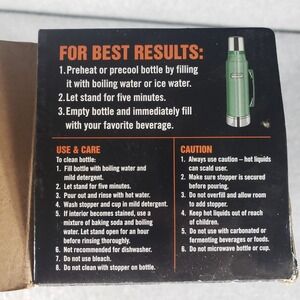 FOR BEST RESULTS:
1. Preheat or precool bottle by filling
it with boiling water or ice water.
2. Let stand for five minutes.
3. Empty bottle and immediately fill
with your favorite beverage.
USE & CARE
To clean bottle:
1. Fill bottle with boiling water and
mild detergent.
2. Let stand for five minutes.
3. Pour out and rinse with hot water.
4. Wash stopper and cup in mild detergent.
5. If interior becomes stained, use a
mixture of baking soda and boiling
water. Let stand open for an hour
before rinsing thoroughly.
6. Not recommended for dishwasher.
7. Do not use bleach.
8. Do not clean with stopper on bottle.
CAUTION
1. Always use caution – hot liquids
can scald user.
2. Make sure stopper is secured
before pouring.
3. Do not overfill and allow room
to add stopper.
4. Keep hot liquids out of reach
of children.
5. Do not use with carbonated or
fermenting beverages or foods.
6. Do not microwave bottle or cup.